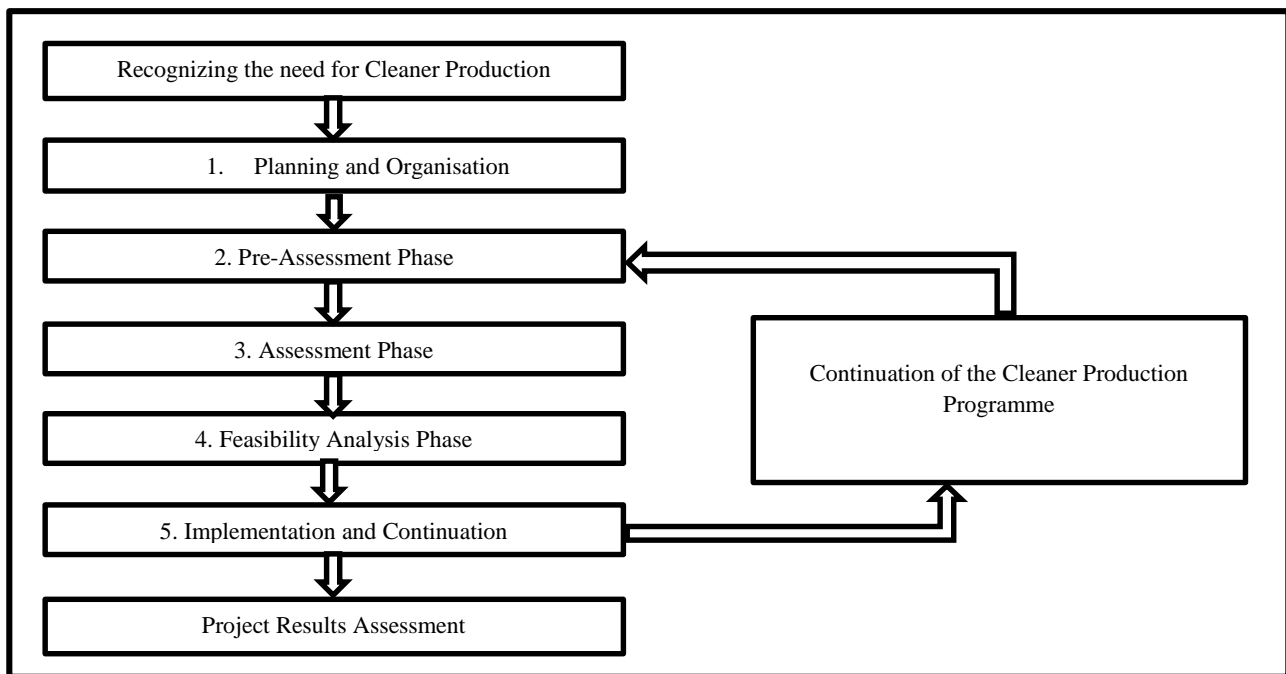 Recognizing the need for Cleaner Production
1. Planning and Organisation
2. Pre-Assessment Phase
3. Assessment Phase
4. Feasibility Analysis Phase
5. Implementation and Continuation
Project Results Assessment
Continuation of the Cleaner Production
Programme